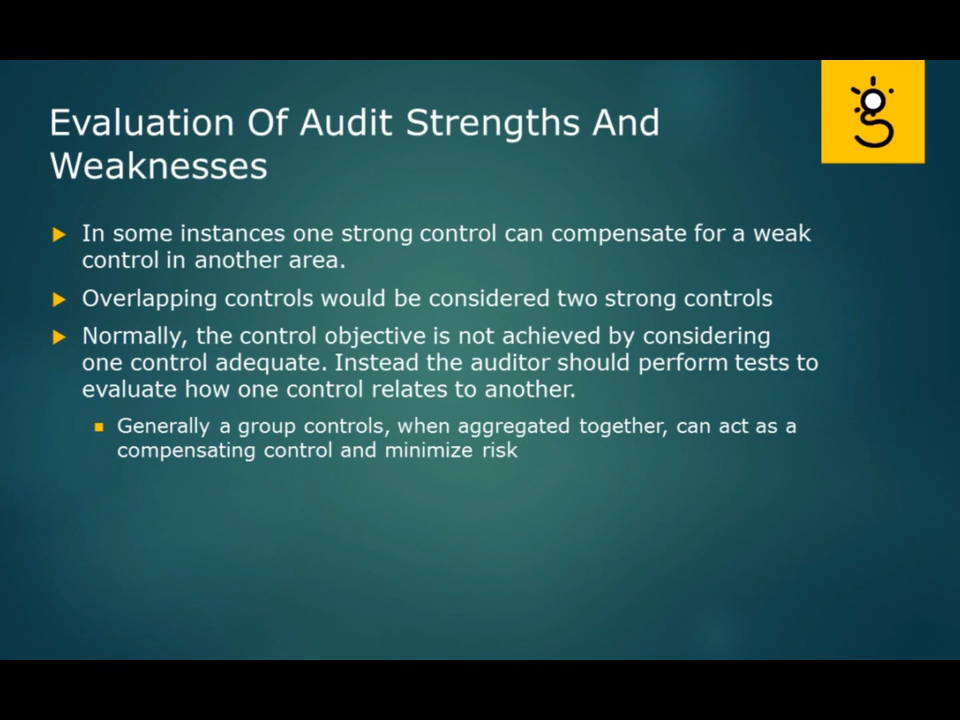 Evaluation Of Audit Strengths And
Weaknesses
In some instances one strong control can compensate for a weak
control in another area.
Overlapping controls would be considered two strong controls
Normally, the control objective is not achieved by considering
one control adequate. Instead the auditor should perform tests to
evaluate how one control relates to another.
Generally a group controls, when aggregated together, can act as a
compensating control and minimize risk